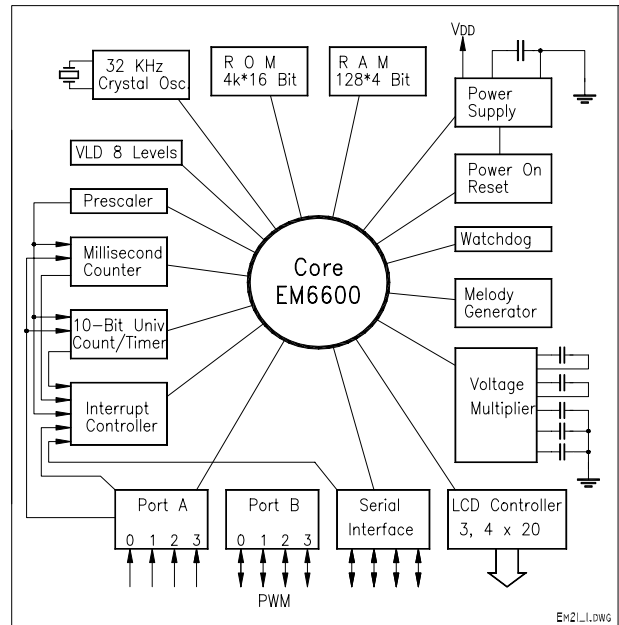 VDD
32 KHz
Crystal Osc.
R O M
4k*16 Bit
R A M
128*4 Bit
Power
Supply
VLD 8 Levels
Power On
Reset
Prescaler
Watchdog
Millisecond
Counter
Core
EM6600
Melody
Generator
10-Bit Univ
Count/Timer
Voltage
Multiplier
Interrupt
Controller
Port A
0 1 2 3
Port B
0 1 2 3
Serial
Interface
LCD Controller
3, 4 x 20
PWM
EM21_1.DWG